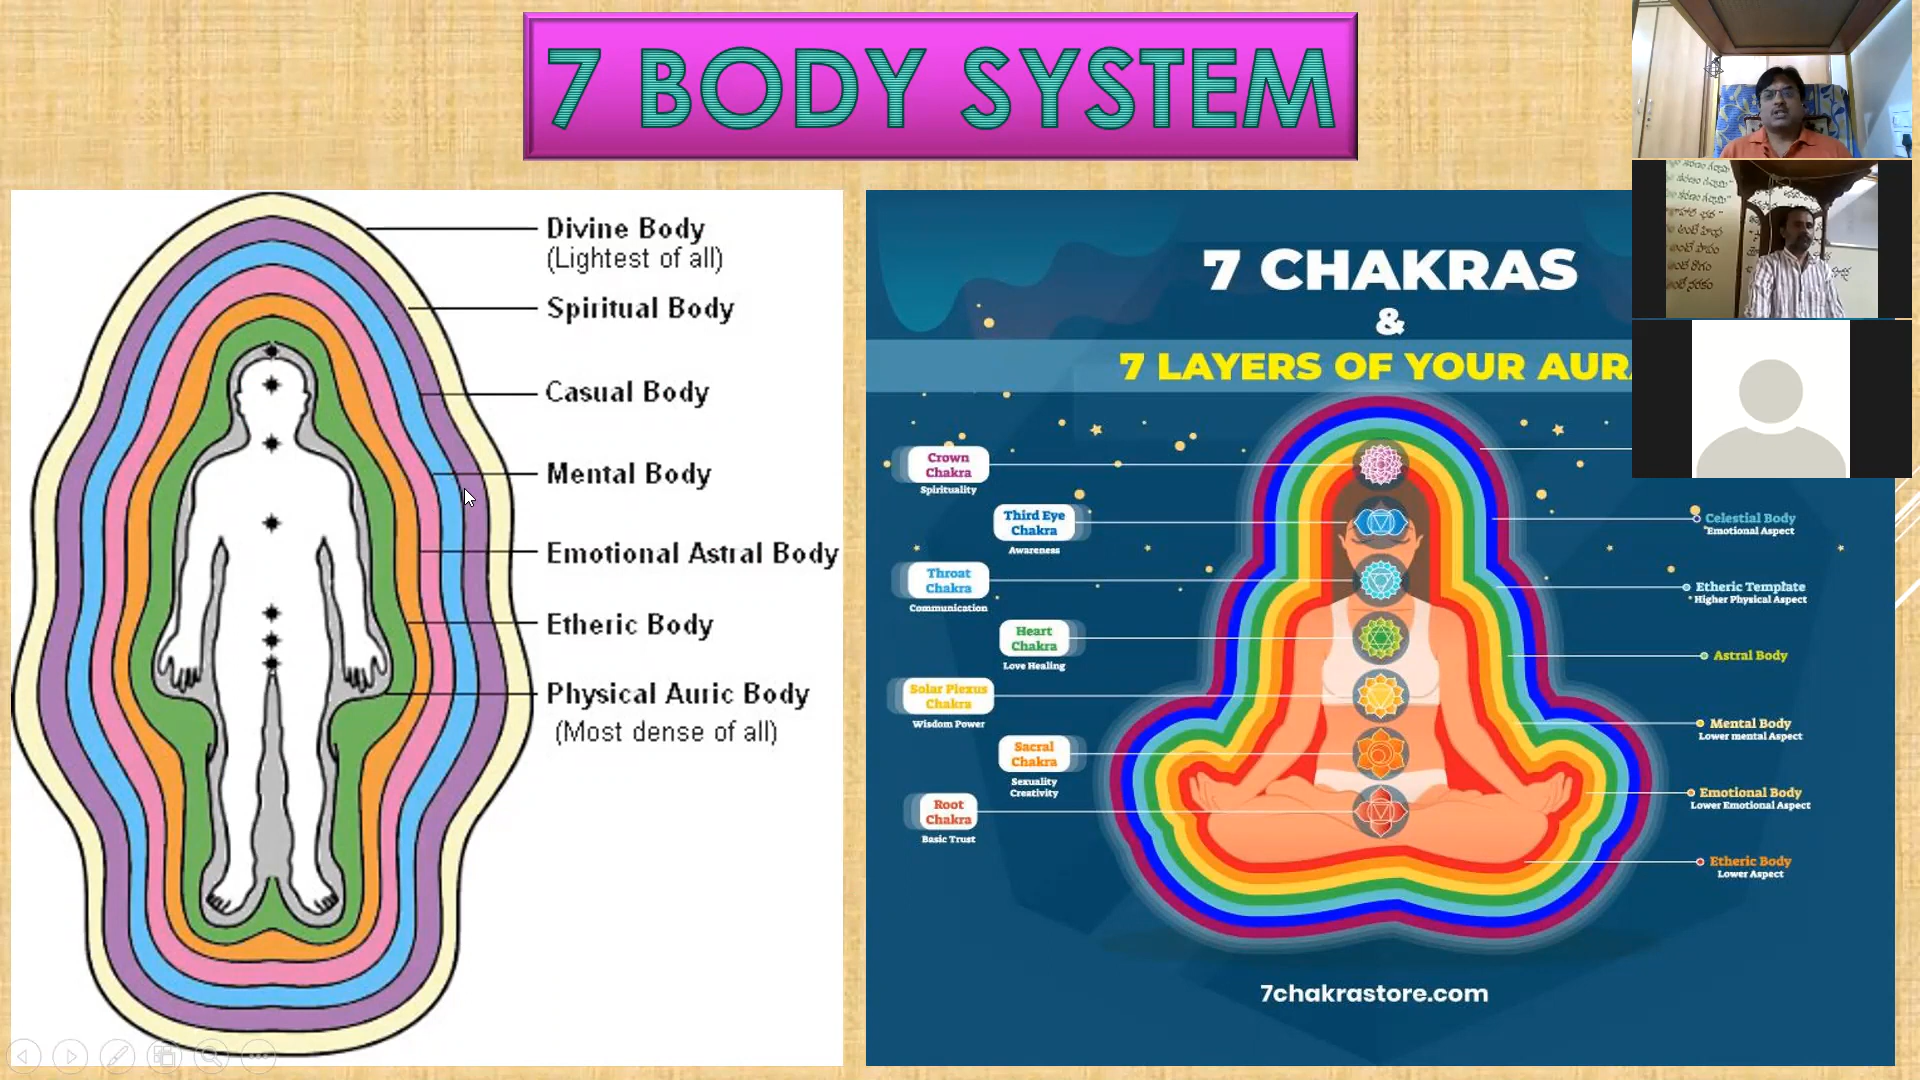 7 BODY SYSTEM
Divine Body
(Lightest of all)
Spiritual Body
Casual Body
Mental Body
Emotional Astral Body
Etheric Body
Physical Auric Body
(Most dense of all)
7 CHAKRAS
&
7 LAYERS OF YOUR
Crown
Chakra
Spirituality
Third Eye
Chakra
Awareness
Throat
Chakra
Communication
Heart
Chakra
Love Healing
Solar Plexus
Chakra
Wisdom Power
Sacral
Chakra
Sexuality
Creativity
Root
Chakra
Basic Trust
Celestial Body
*Emotional Aspect
Etheric Template
* Higher Physical Aspect
Astral Body
Mental Body
Lower mental Aspect
Emotional Body
Lower Emotional Aspect
Etheric Body
Lower Aspect
7chakrastore.com